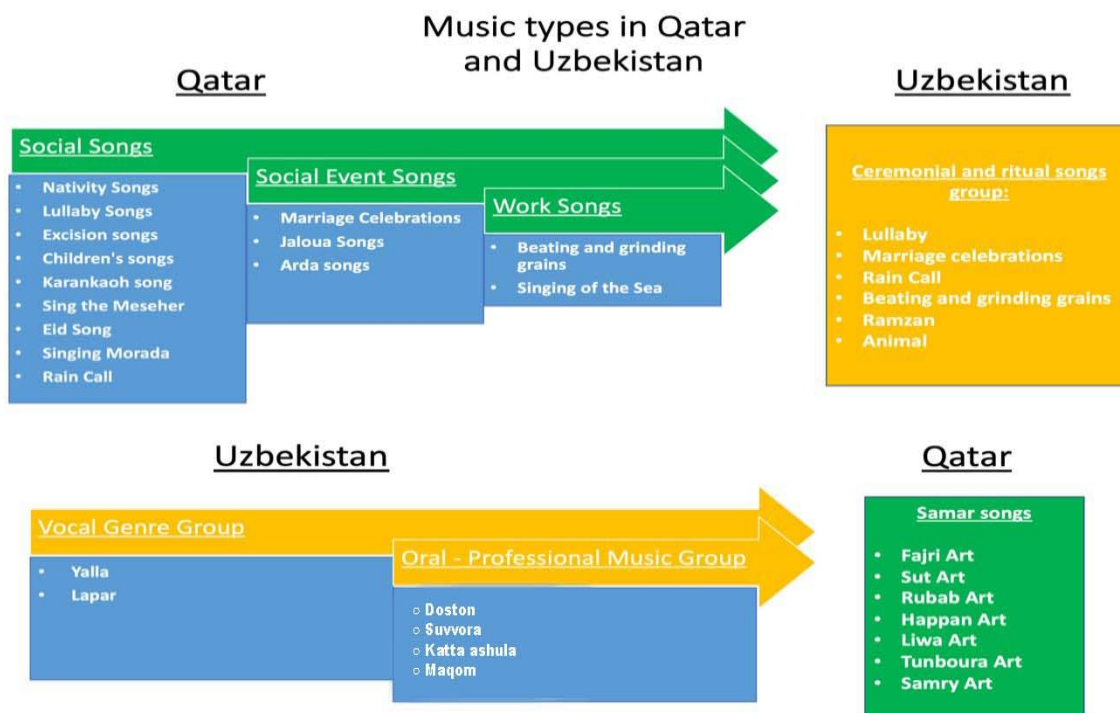 Music types in Qatar
and Uzbekistan
Qatar
Uzbekistan
Social Songs
• Nativity Songs
• Lullaby Songs
• Excision songs
• Children's songs
• Karankaoh song
• Sing the Meseher
• Eid Song
• Singing Morada
• Rain Call
Social Event Songs
• Marriage Celebrations
• Jaloua Songs
• Arda songs
Work Songs
• Beating and grinding
grains
• Singing of the Sea
Ceremonial and ritual songs
group:
• Lullaby
• Marriage celebrations
• Rain Call
• Beating and grinding grains
• Ramzan
• Animal
Uzbekistan
Qatar
Vocal Genre Group
• Yalla
• Lapar
Oral - Professional Music Group
○ Doston
○ Suvvora
○ Katta ashula
○ Maqom
Samar songs
• Fajri Art
• Sut Art
• Rubab Art
• Happan Art
• Liwa Art
• Tunboura Art
• Samry Art